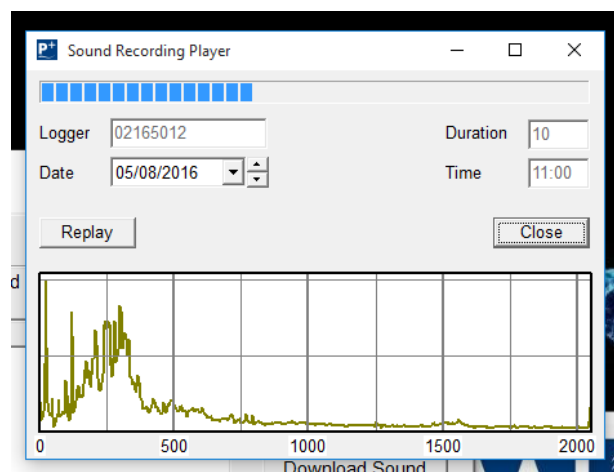 P+ Sound Recording Player
Logger 02165012 Duration 10
Date 05/08/2016 Time 11:00
Replay Close
d
0 500 1000 1500 2000
Download Sound